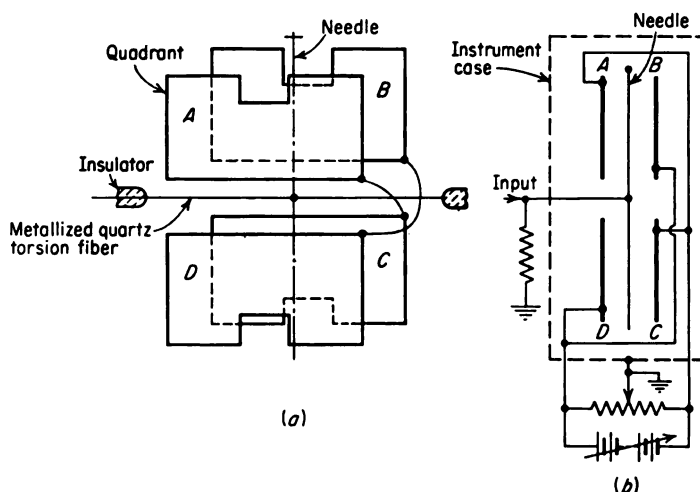 Needle
Quadrant
A
B
Insulator
Metallized quartz
torsion fiber
D
C
(a)
Needle
Instrument
case
A
B
Input
D
C
(b)